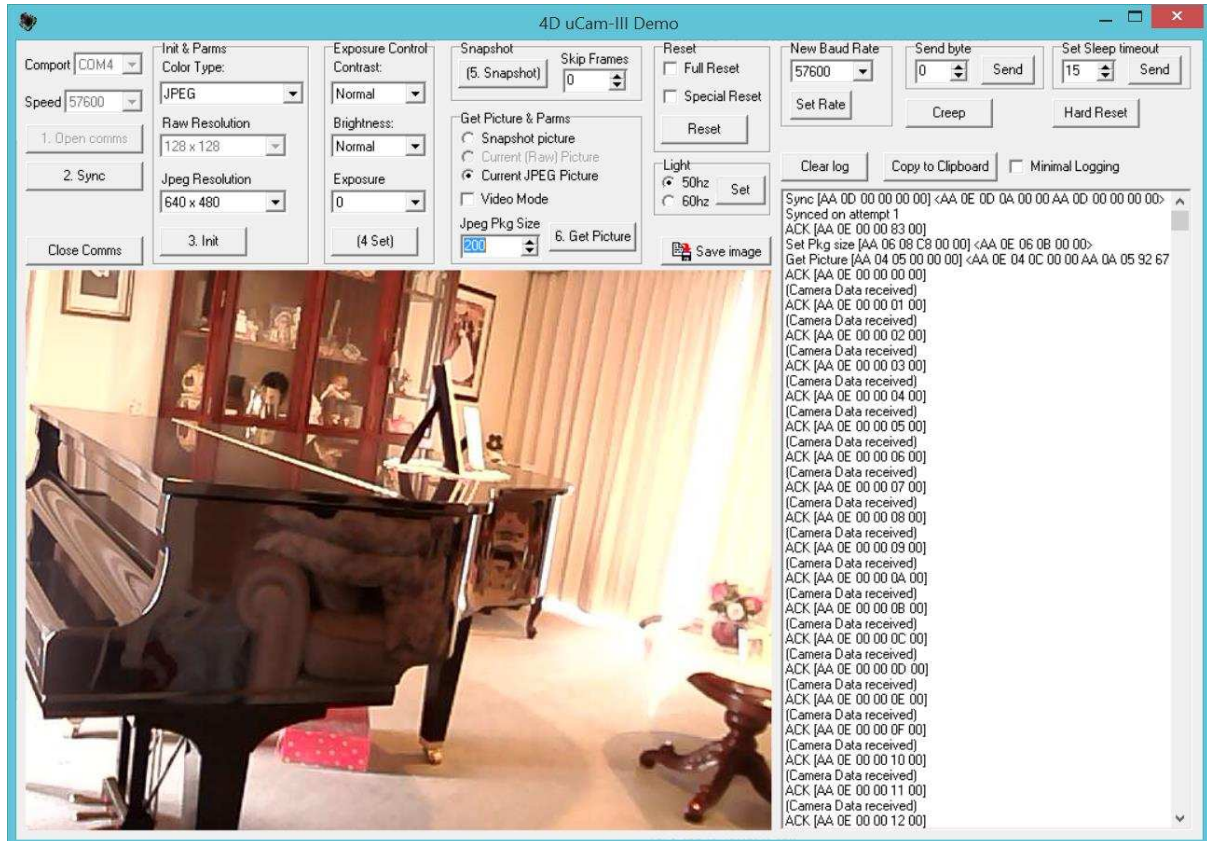 4D uCam-III Demo
Comport COM4
Speed 57600
1. Open comms
2. Sync
Close Comms
Init & Parms
Color Type:
JPEG
Raw Resolution
128 x 128
Jpeg Resolution
640 x 480
3. Init
Exposure Control
Contrast:
Normal
Brightness:
Normal
Exposure
0
(4 Set)
Snapshot
(5. Snapshot)
Skip Frames
0
Get Picture & Parms
Snapshot picture
Current (Raw) Picture
Current JPEG Picture
Video Mode
Jpeg Pkg Size
200
6. Get Picture
Reset
Full Reset
Special Reset
Reset
Light
50hz
60hz
Set
Save image
New Baud Rate
57600
Set Rate
Send byte
0
Send
Creep
Set Sleep timeout
15
Send
Hard Reset
Clear log
Copy to Clipboard
Minimal Logging
Sync [AA 0D 00 00 00 00] <AA 0E 0D 0A 00 00 AA 0D 00 00 00 00>
Synced on attempt 1
ACK [AA 0E 00 00 83 00]
Set Pkg size [AA 06 08 C8 00 00] <AA 0E 06 0B 00 00>
Get Picture [AA 04 05 00 00 00] <AA 0E 04 0C 00 00 AA 0A 05 92 67
ACK [AA 0E 00 00 00 00]
(Camera Data received)
ACK [AA 0E 00 00 01 00]
(Camera Data received)
ACK [AA 0E 00 00 02 00]
(Camera Data received)
ACK [AA 0E 00 00 03 00]
(Camera Data received)
ACK [AA 0E 00 00 04 00]
(Camera Data received)
ACK [AA 0E 00 00 05 00]
(Camera Data received)
ACK [AA 0E 00 00 06 00]
(Camera Data received)
ACK [AA 0E 00 00 07 00]
(Camera Data received)
ACK [AA 0E 00 00 08 00]
(Camera Data received)
ACK [AA 0E 00 00 09 00]
(Camera Data received)
ACK [AA 0E 00 00 0A 00]
(Camera Data received)
ACK [AA 0E 00 00 0B 00]
(Camera Data received)
ACK [AA 0E 00 00 0C 00]
(Camera Data received)
ACK [AA 0E 00 00 0D 00]
(Camera Data received)
ACK [AA 0E 00 00 0E 00]
(Camera Data received)
ACK [AA 0E 00 00 0F 00]
(Camera Data received)
ACK [AA 0E 00 00 10 00]
(Camera Data received)
ACK [AA 0E 00 00 11 00]
(Camera Data received)
ACK [AA 0E 00 00 12 00]